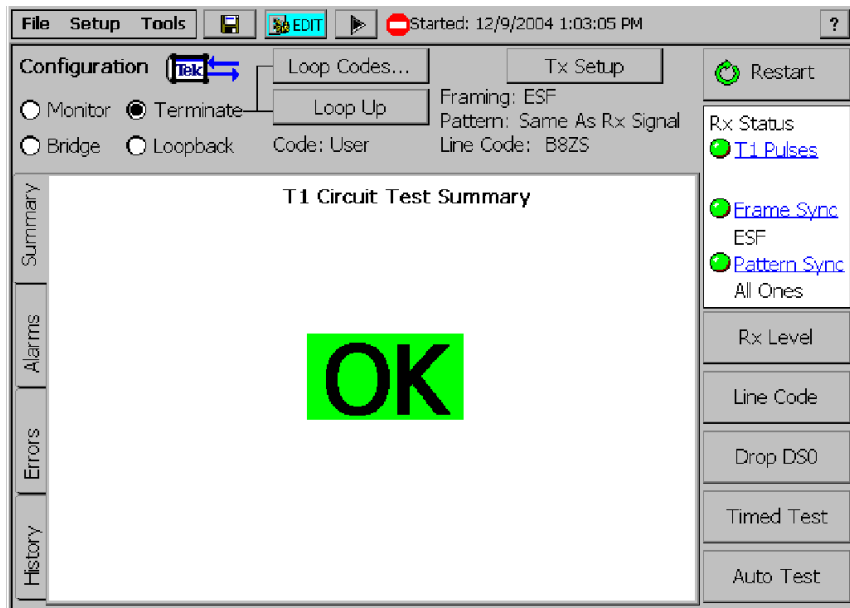 File Setup Tools EDIT Started: 12/9/2004 1:03:05 PM ?
Configuration Tek Loop Codes... Tx Setup
Monitor Terminate Loop Up
Framing: ESF
Pattern: Same As Rx Signal
Bridge Loopback Code: User Line Code: B8ZS
Restart
Rx Status
T1 Pulses
Frame Sync
ESF
Pattern Sync
All Ones
Summary
Alarms
Errors
History
T1 Circuit Test Summary
OK
Rx Level
Line Code
Drop DS0
Timed Test
Auto Test